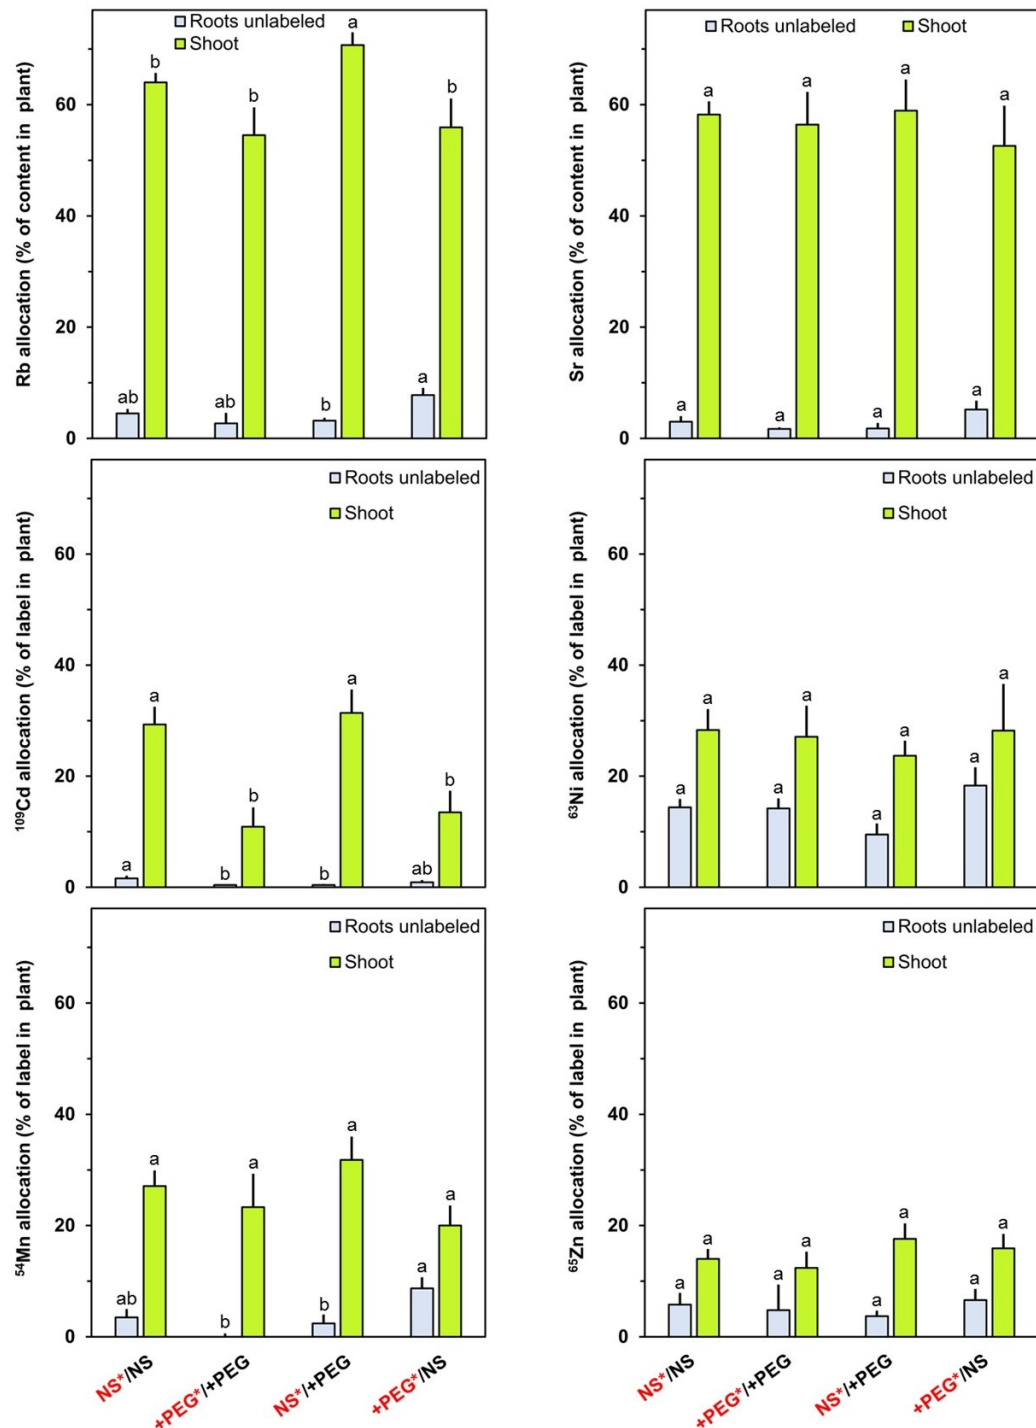 Roots unlabeled
Shoot
Rb allocation (% of content in plant)
60
40
20
0
b
b
a
b
ab
ab
b
a
Roots unlabeled Shoot
Sr allocation (% of content in plant)
60
40
20
0
a
a
a
a
a
a
a
a
Roots unlabeled
Shoot
¹⁰⁹Cd allocation (% of label in plant)
60
40
20
0
a
b
a
b
a
b
b
ab
Roots unlabeled
Shoot
⁶³Ni allocation (% of label in plant)
60
40
20
0
a
a
a
a
a
a
a
a
Roots unlabeled
Shoot
⁵⁴Mn allocation (% of label in plant)
60
40
20
0
a
a
a
a
ab
b
b
a
NS*/NS
+PEG*/+PEG
NS*/+PEG
+PEG*/NS
Roots unlabeled
Shoot
⁶⁵Zn allocation (% of label in plant)
60
40
20
0
a
a
a
a
a
a
a
a
NS*/NS
+PEG*/+PEG
NS*/+PEG
+PEG*/NS